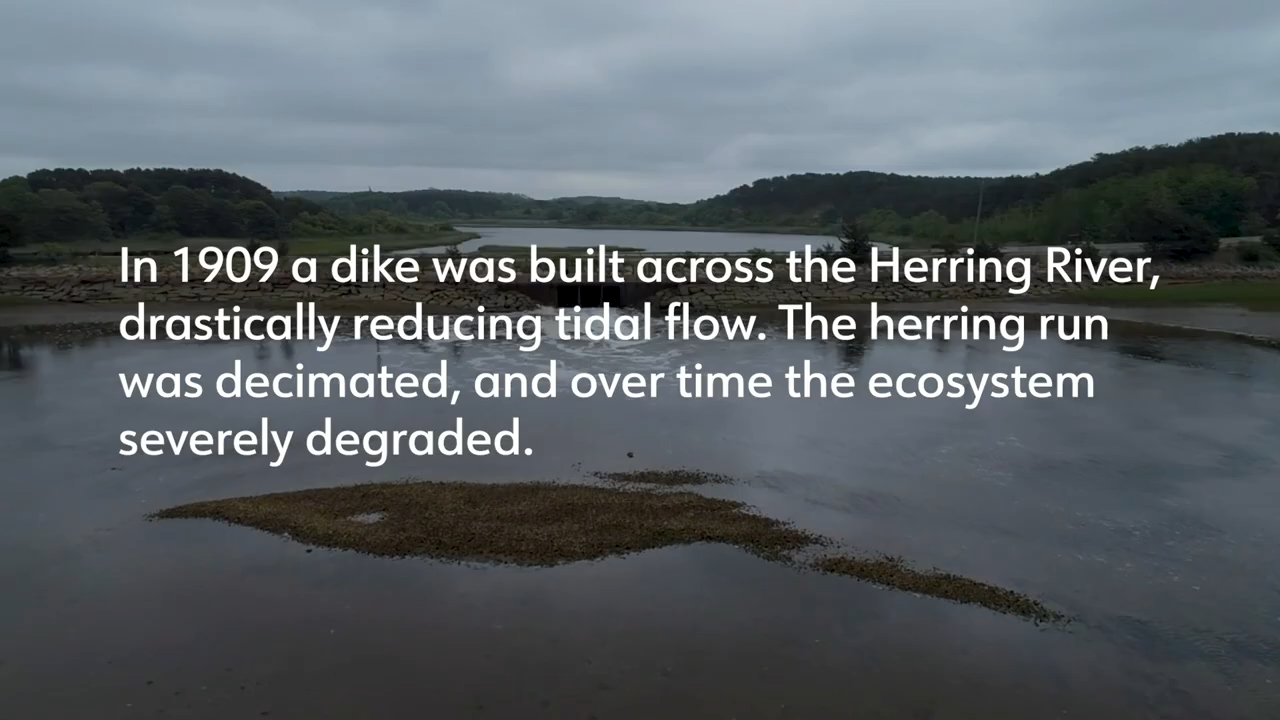 In 1909 a dike was built across the Herring River,
drastically reducing tidal flow. The herring run
was decimated, and over time the ecosystem
severely degraded.